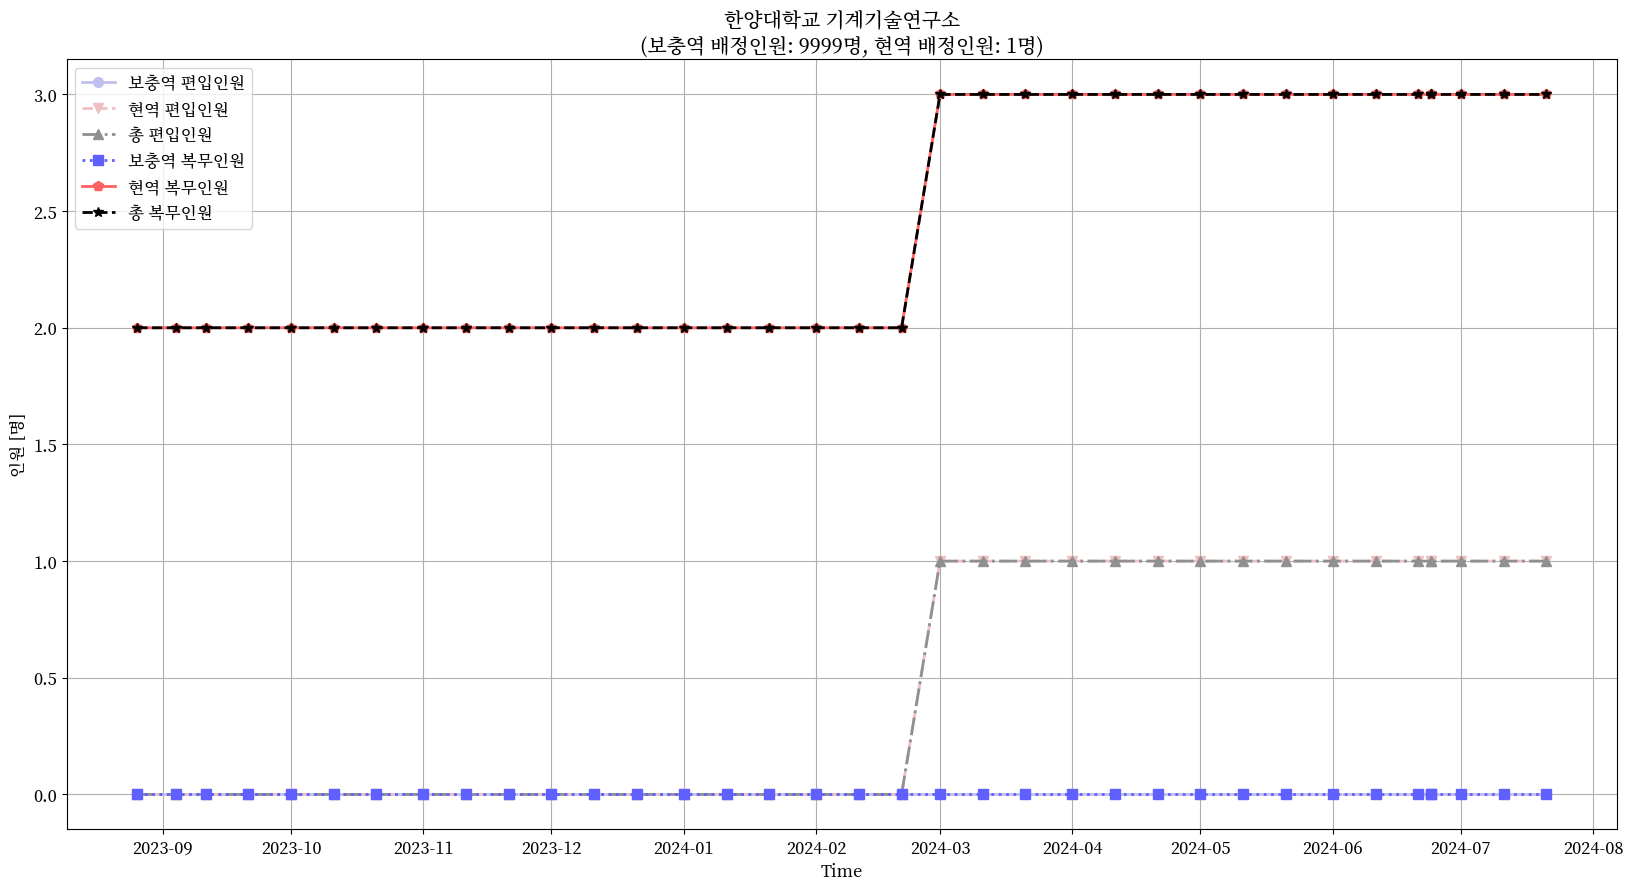 한양대학교 기계기술연구소
(보충역 배정인원: 9999명, 현역 배정인원: 1명)
보충역 편입인원
현역 편입인원
총 편입인원
보충역 복무인원
현역 복무인원
총 복무인원
3.0
2.5
2.0
1.5
1.0
0.5
0.0
인원 [명]
2023-09
2023-10
2023-11
2023-12
2024-01
2024-02
2024-03
2024-04
2024-05
2024-06
2024-07
2024-08
Time